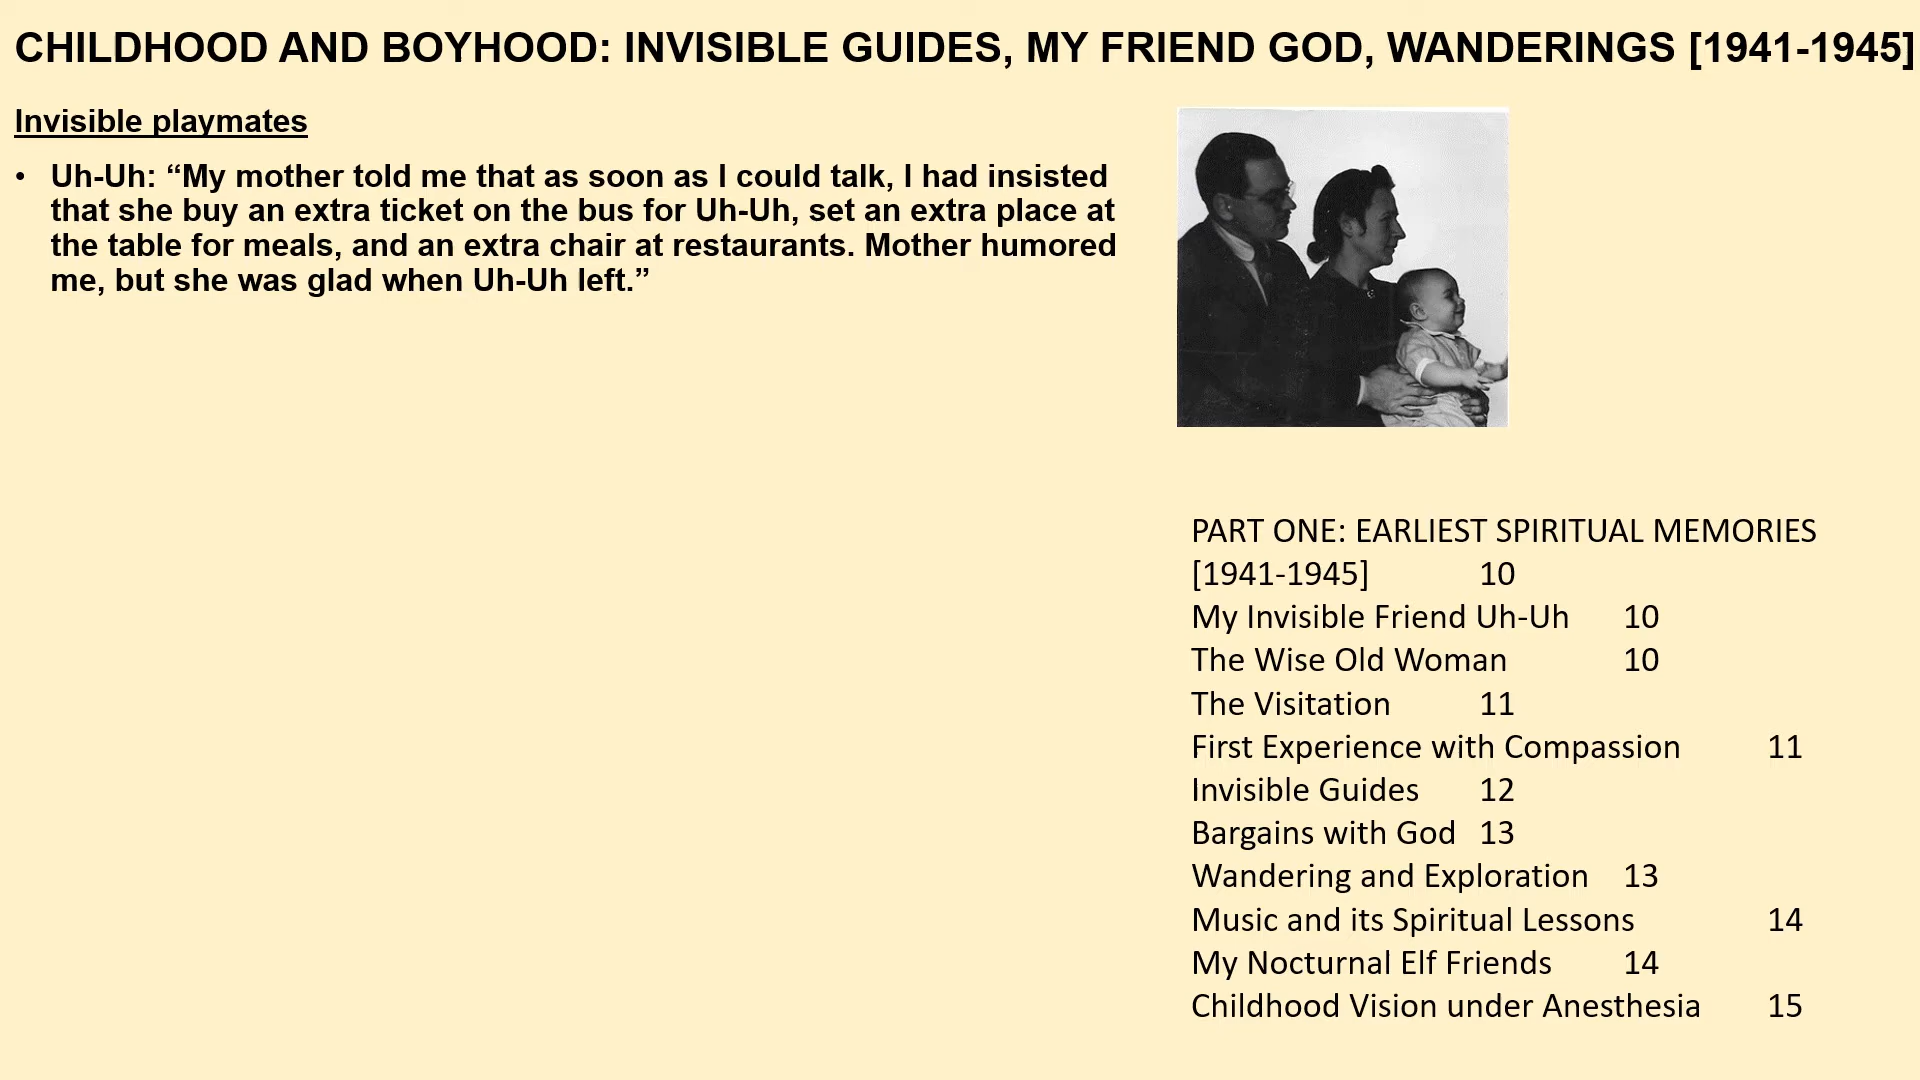 CHILDHOOD AND BOYHOOD: INVISIBLE GUIDES, MY FRIEND GOD, WANDERINGS [1941-1945]
Invisible playmates
• Uh-Uh: “My mother told me that as soon as I could talk, I had insisted
that she buy an extra ticket on the bus for Uh-Uh, set an extra place at
the table for meals, and an extra chair at restaurants. Mother humored
me, but she was glad when Uh-Uh left.”
PART ONE: EARLIEST SPIRITUAL MEMORIES
[1941-1945] 10
My Invisible Friend Uh-Uh 10
The Wise Old Woman 10
The Visitation 11
First Experience with Compassion 11
Invisible Guides 12
Bargains with God 13
Wandering and Exploration 13
Music and its Spiritual Lessons 14
My Nocturnal Elf Friends 14
Childhood Vision under Anesthesia 15